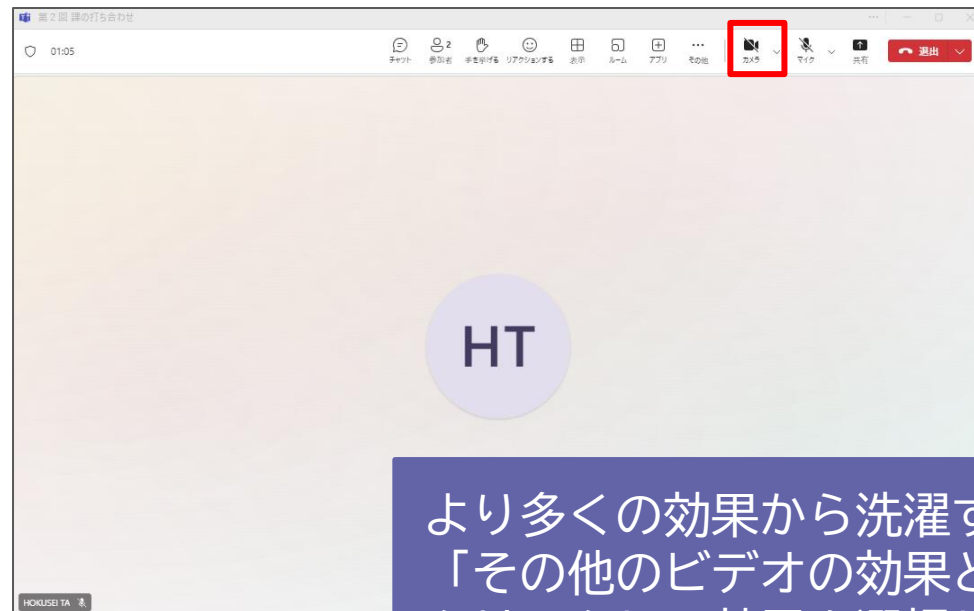 第2回 課の打ち合わせ
01:05
チャット
2
参加者
手を挙げる
リアクションする
表示
ルーム
アプリ
その他
カメラ
マイク
共有
退出
HT
より多くの効果から洗濯す
「その他のビデオの効果と
HOKUSEI TA